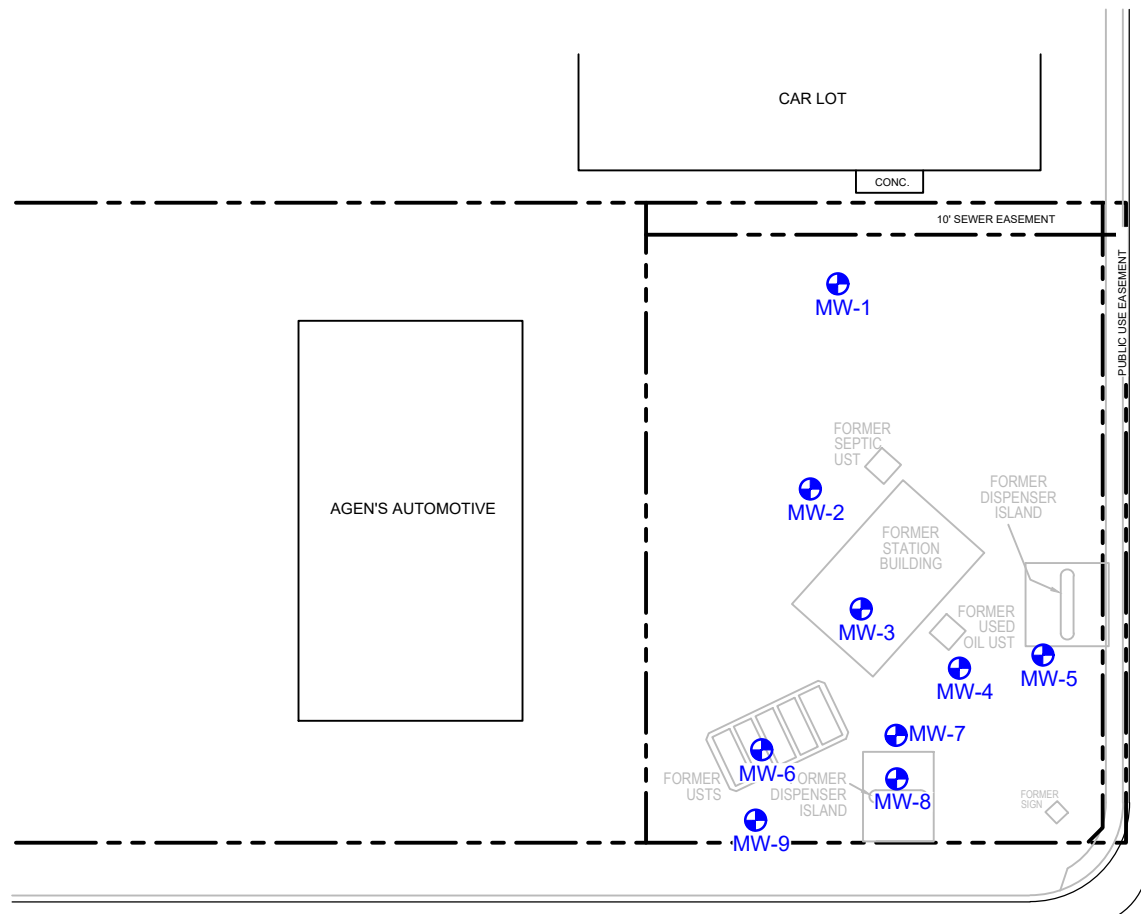 CAR LOT
CONC.
10' SEWER EASEMENT
PUBLIC USE EASEMENT
MW-1
FORMER
SEPTIC
UST
AGEN'S AUTOMOTIVE
MW-2
FORMER
DISPENSER
ISLAND
FORMER
STATION
BUILDING
MW-3
FORMER
USED
OIL UST
MW-4
MW-5
MW-7
MW-6
FORMER
USTS
ORMER
DISPENSER
ISLAND
MW-8
FORMER
SIGN
MW-9